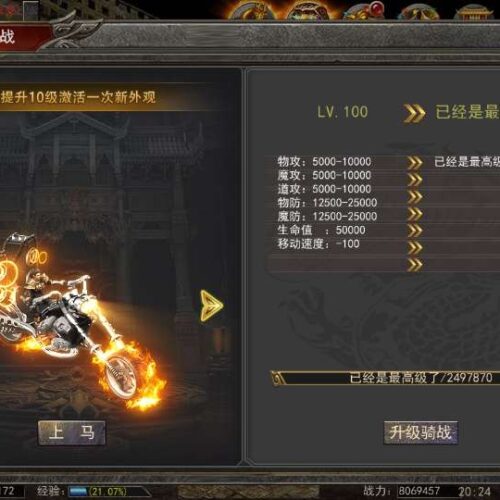 战
提升10级激活一次新外观
LV.100
已经是最
物攻：5000-10000
已经是最高级
魔攻：5000-10000
道攻：5000-10000
物防：12500-25000
魔防：12500-25000
生命值 ：50000
移动速度：-100
已经是最高级了/2497870
上 马
升级骑战
172
经验：
(21.07%)
战力：8069457
20:24